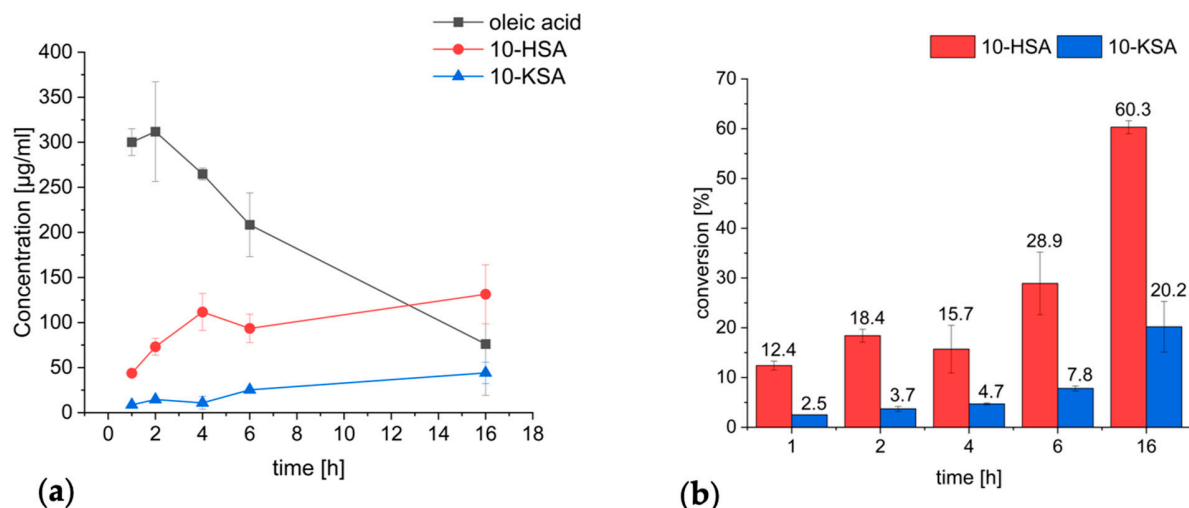 oleic acid
10-HSA
10-KSA
400
350
300
250
200
150
100
50
0
Concentration [µg/ml]
0 2 4 6 8 10 12 14 16 18
time [h]
(a)
10-HSA 10-KSA
70
60
50
40
30
20
10
0
conversion [%]
12.4
2.5
18.4
3.7
15.7
4.7
28.9
7.8
60.3
20.2
1 2 4 6 16
time [h]
(b)